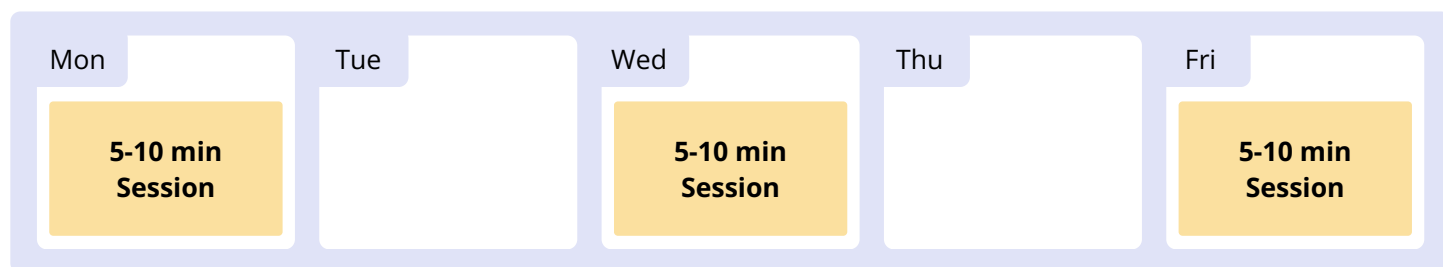 Mon
Tue
Wed
Thu
Fri
5-10 min
Session
5-10 min
Session
5-10 min
Session